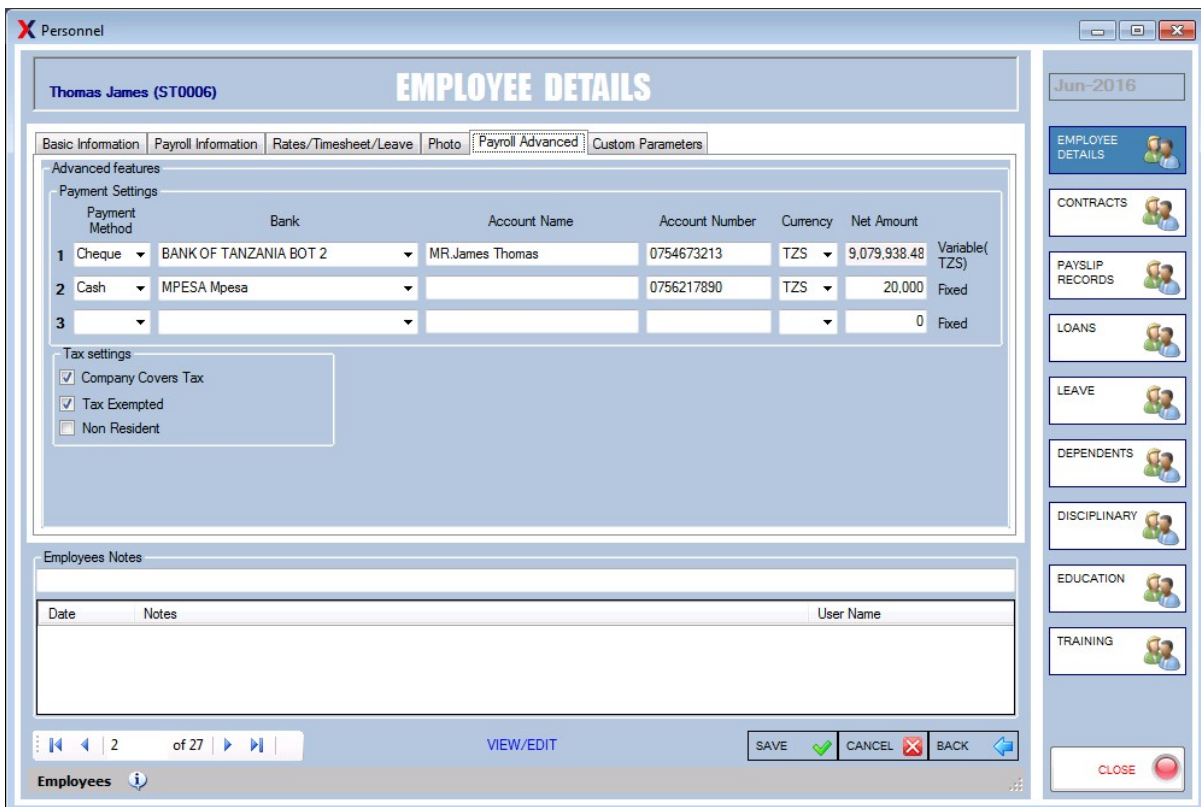 Personnel
Thomas James (ST0006)
EMPLOYEE DETAILS
Jun-2016
Basic Information Payroll Information Rates/Timesheet/Leave Photo Payroll Advanced Custom Parameters
Advanced features
Payment Settings
Payment Method Bank Account Name Account Number Currency Net Amount
1 Cheque BANK OF TANZANIA BOT 2 MR.James Thomas 0754673213 TZS 9,079,938.48 Variable( TZS)
2 Cash MPESA Mpesa 0756217890 TZS 20,000 Fixed
3 0 Fixed
Tax settings
Company Covers Tax
Tax Exempted
Non Resident
Employees Notes
Date Notes User Name
2 of 27
VIEW/EDIT
SAVE CANCEL BACK
Employees
EMPLOYEE
DETAILS
CONTRACTS
PAYSLIP
RECORDS
LOANS
LEAVE
DEPENDENTS
DISCIPLINARY
EDUCATION
TRAINING
CLOSE